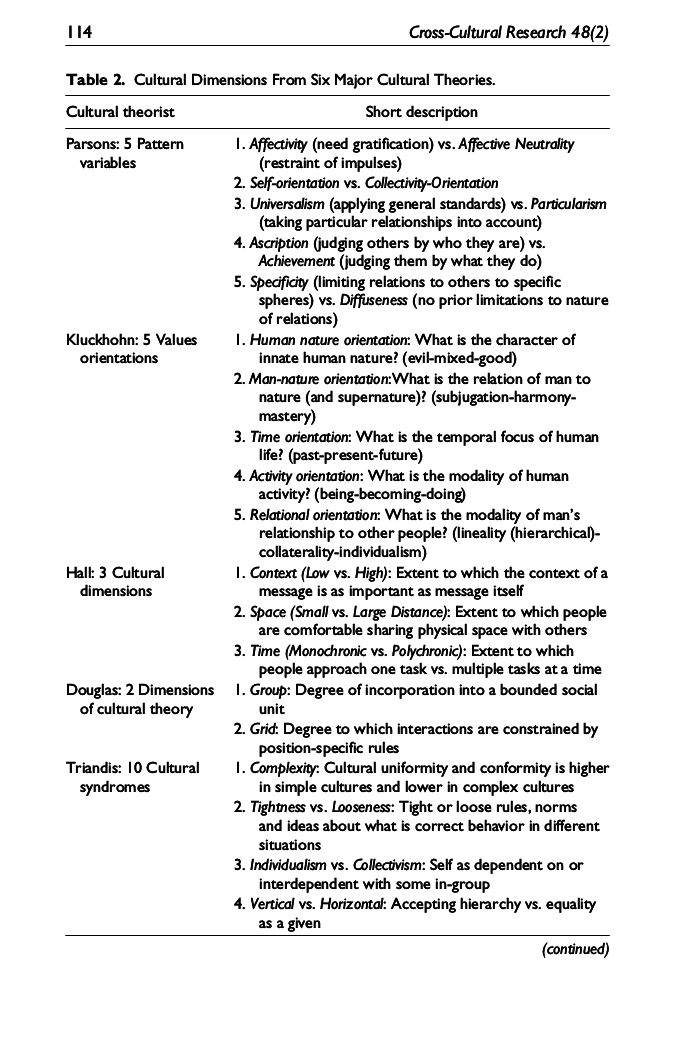 114 Cross-Cultural Research 48(2)
Table 2. Cultural Dimensions From Six Major Cultural Theories.
Cultural theorist Short description
Parsons: 5 Pattern variables
1. Affectivity (need gratification) vs. Affective Neutrality
(restraint of impulses)
2. Self-orientation vs. Collectivity-Orientation
3. Universalism (applying general standards) vs. Particularism
(taking particular relationships into account)
4. Ascription (judging others by who they are) vs.
Achievement (judging them by what they do)
5. Specificity (limiting relations to others to specific
spheres) vs. Diffuseness (no prior limitations to nature
of relations)
Kluckhohn: 5 Values orientations
1. Human nature orientation: What is the character of
innate human nature? (evil-mixed-good)
2. Man-nature orientation:What is the relation of man to
nature (and supernature)? (subjugation-harmony-
mastery)
3. Time orientation: What is the temporal focus of human
life? (past-present-future)
4. Activity orientation: What is the modality of human
activity? (being-becoming-doing)
5. Relational orientation: What is the modality of man's
relationship to other people? (lineality (hierarchical)-
collaterality-individualism)
Hall: 3 Cultural dimensions
1. Context (Low vs. High): Extent to which the context of a
message is as important as message itself
2. Space (Small vs. Large Distance): Extent to which people
are comfortable sharing physical space with others
3. Time (Monochronic vs. Polychronic): Extent to which
people approach one task vs. multiple tasks at a time
Douglas: 2 Dimensions of cultural theory
1. Group: Degree of incorporation into a bounded social
unit
2. Grid: Degree to which interactions are constrained by
position-specific rules
Triandis: 10 Cultural syndromes
1. Complexity: Cultural uniformity and conformity is higher
in simple cultures and lower in complex cultures
2. Tightness vs. Looseness: Tight or loose rules, norms
and ideas about what is correct behavior in different
situations
3. Individualism vs. Collectivism: Self as dependent on or
interdependent with some in-group
4. Vertical vs. Horizontal: Accepting hierarchy vs. equality
as a given
(continued)